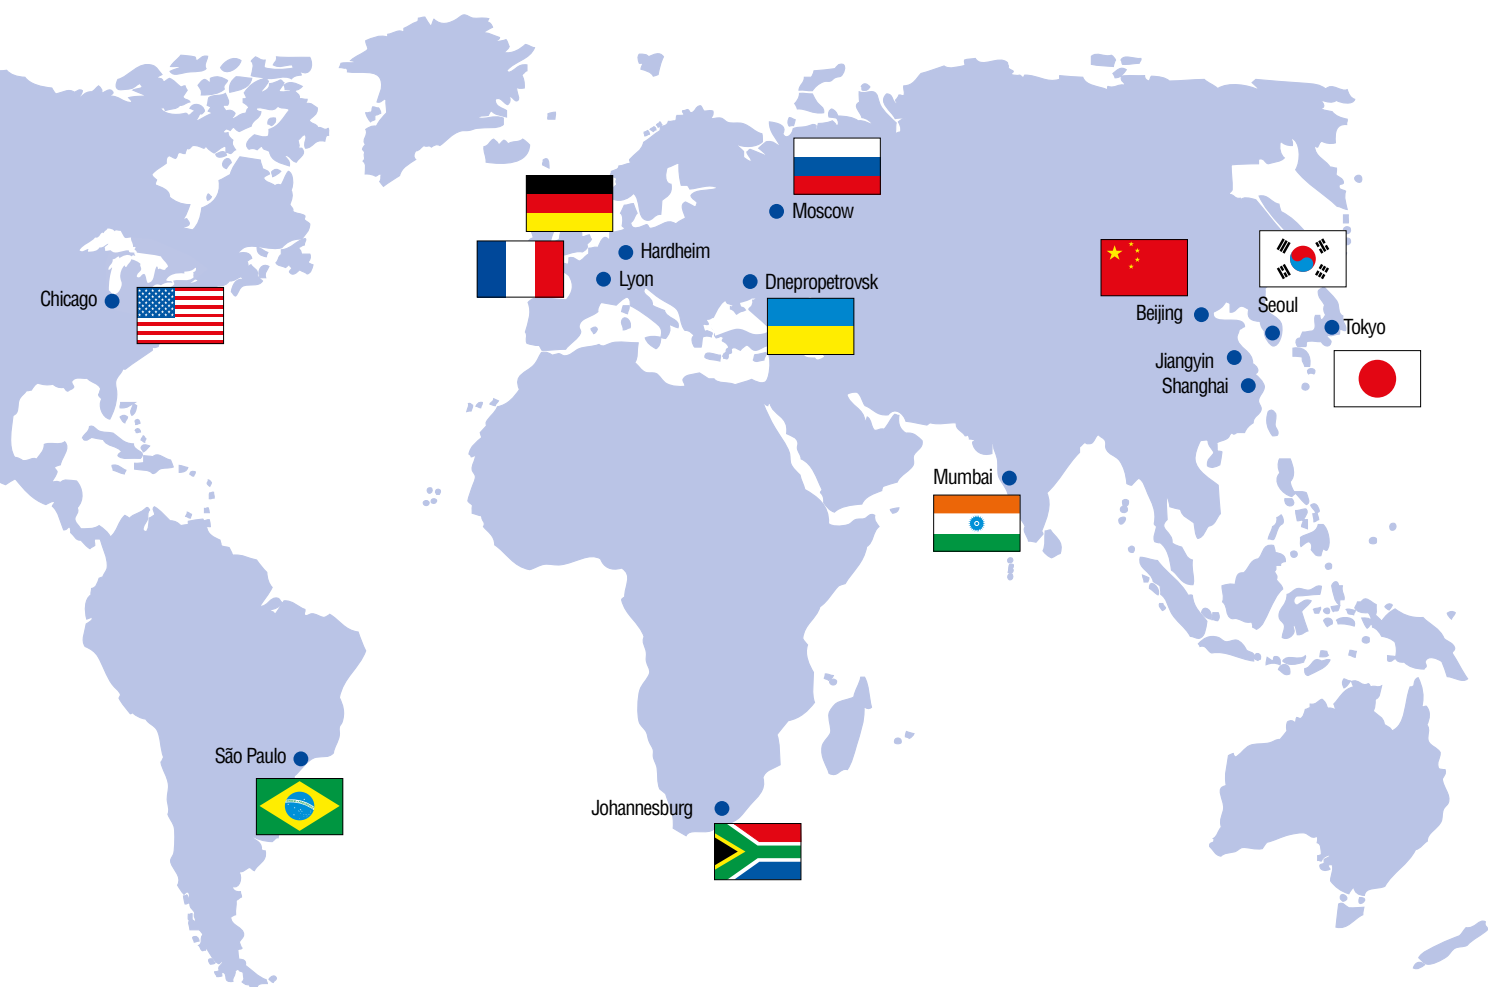 Moscow
Hardheim
Lyon
Dnepropetrovsk
Chicago
Beijing
Seoul
Tokyo
Jiangyin
Shanghai
Mumbai
São Paulo
Johannesburg